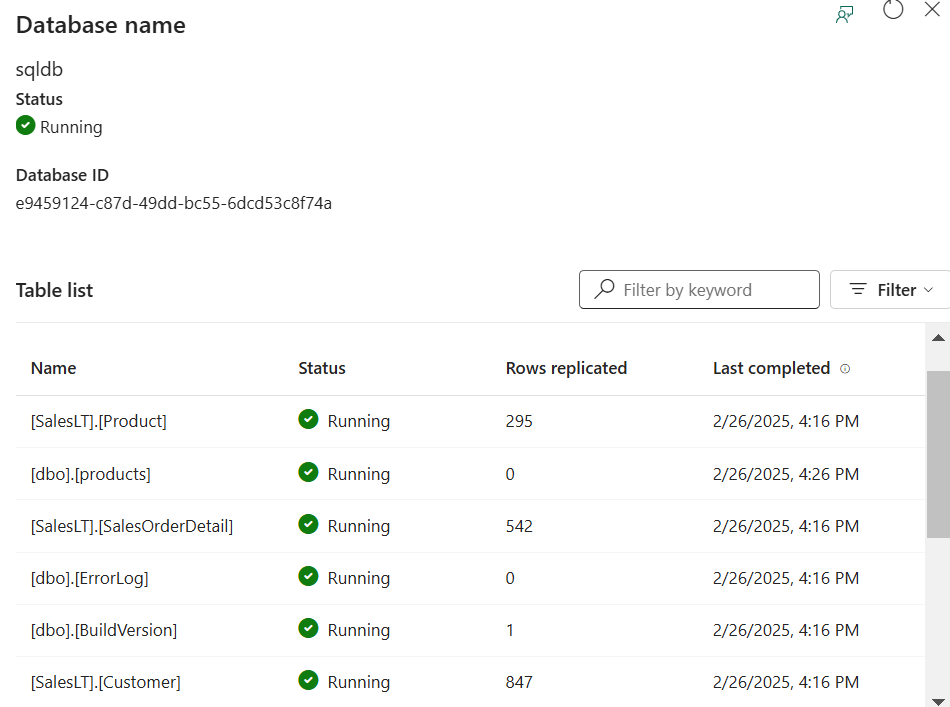 Database name
sqldb
Status
Running
Database ID
e9459124-c87d-49dd-bc55-6dcd53c8f74a
Table list
Filter by keyword
Filter
Name Status Rows replicated Last completed
[SalesLT].[Product] Running 295 2/26/2025, 4:16 PM
[dbo].[products] Running 0 2/26/2025, 4:26 PM
[SalesLT].[SalesOrderDetail] Running 542 2/26/2025, 4:16 PM
[dbo].[ErrorLog] Running 0 2/26/2025, 4:16 PM
[dbo].[BuildVersion] Running 1 2/26/2025, 4:16 PM
[SalesLT].[Customer] Running 847 2/26/2025, 4:16 PM